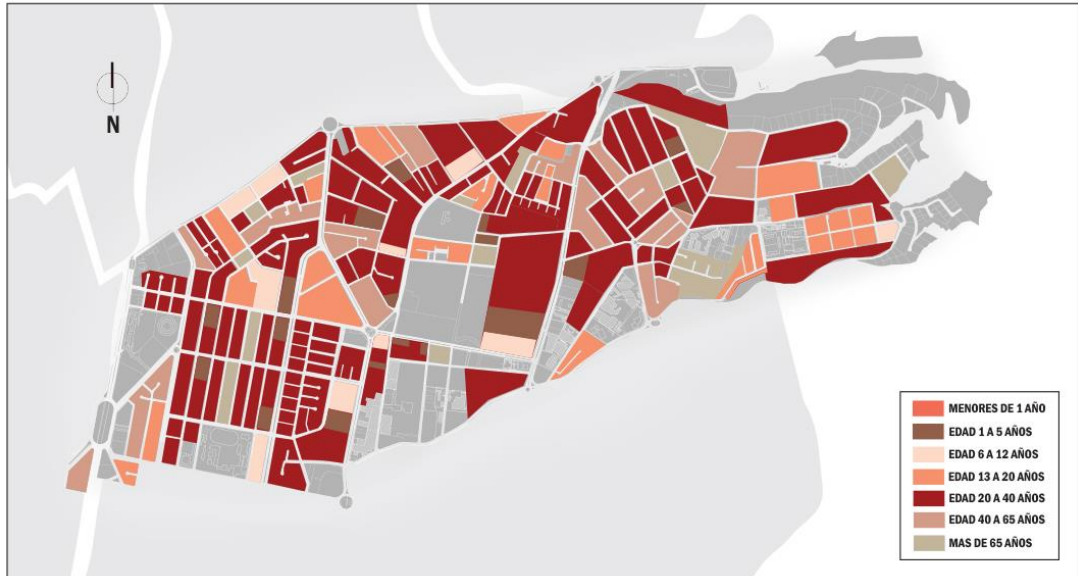 N
MENORES DE 1 AÑO
EDAD 1 A 5 AÑOS
EDAD 6 A 12 AÑOS
EDAD 13 A 20 AÑOS
EDAD 20 A 40 AÑOS
EDAD 40 A 65 AÑOS
MAS DE 65 AÑOS